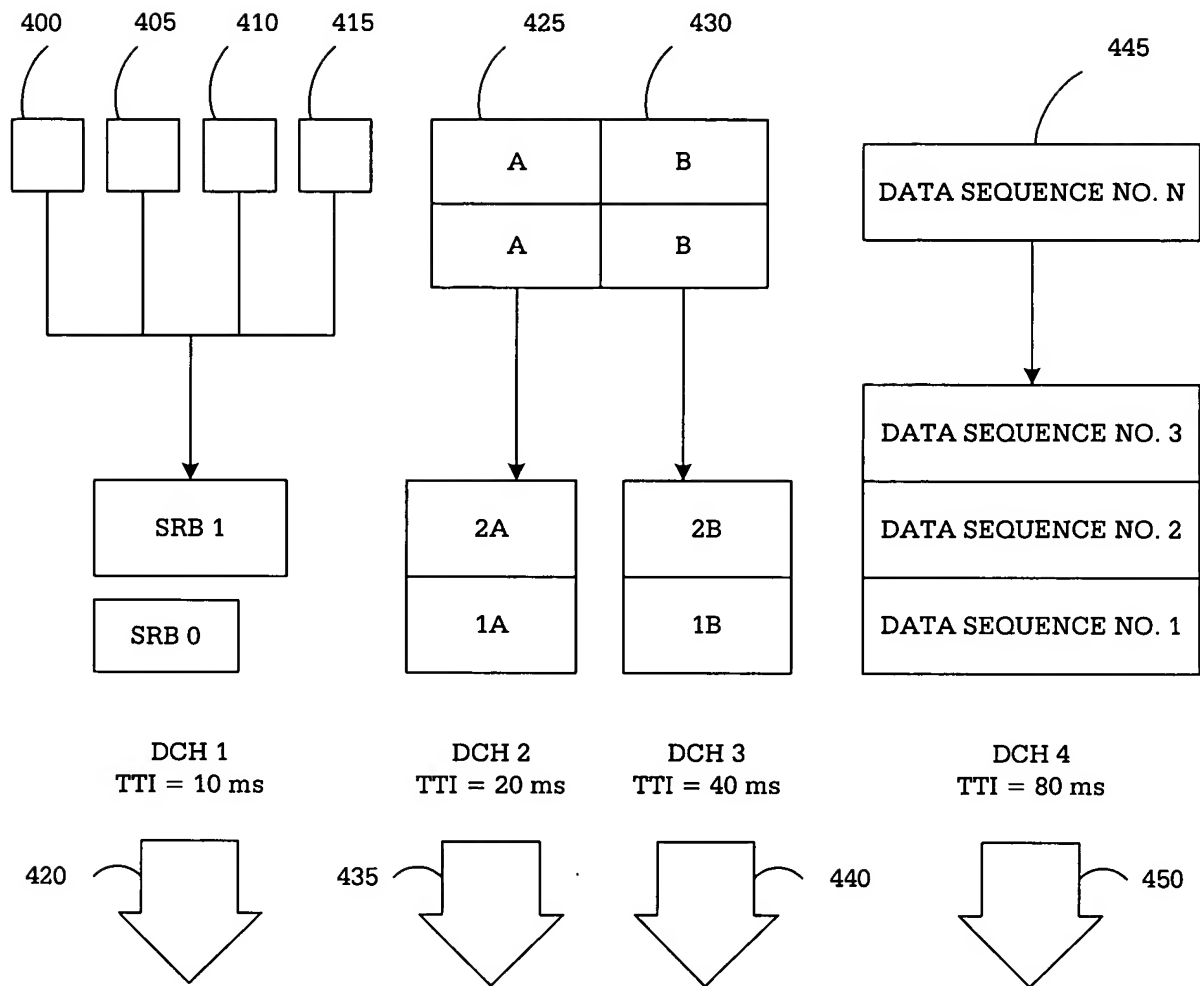 400 405 410 415 425 430 445
A B
A B
DATA SEQUENCE NO. N
DATA SEQUENCE NO. 3
SRB 1 2A 2B DATA SEQUENCE NO. 2
SRB 0 1A 1B DATA SEQUENCE NO. 1
DCH 1 DCH 2 DCH 3 DCH 4
TTI = 10 ms TTI = 20 ms TTI = 40 ms TTI = 80 ms
420 435 440 450